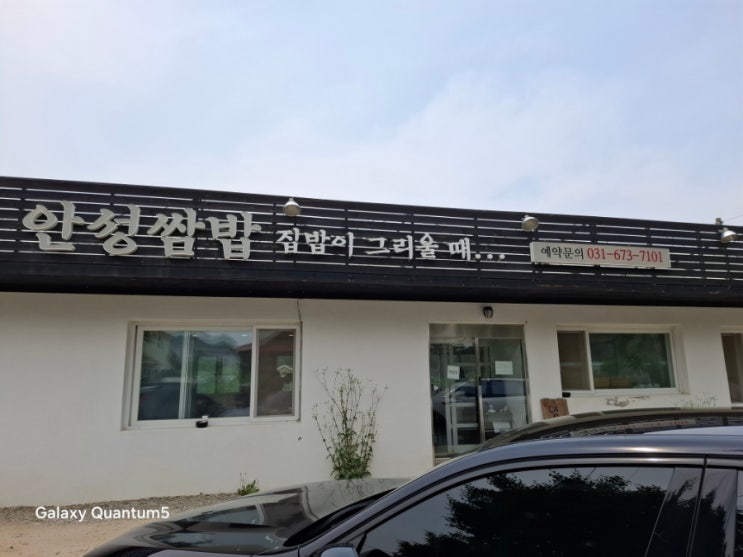 안성쌈밥 집밥이 그리울 때...
예약문의 031-673-7101
Galaxy Quantum5